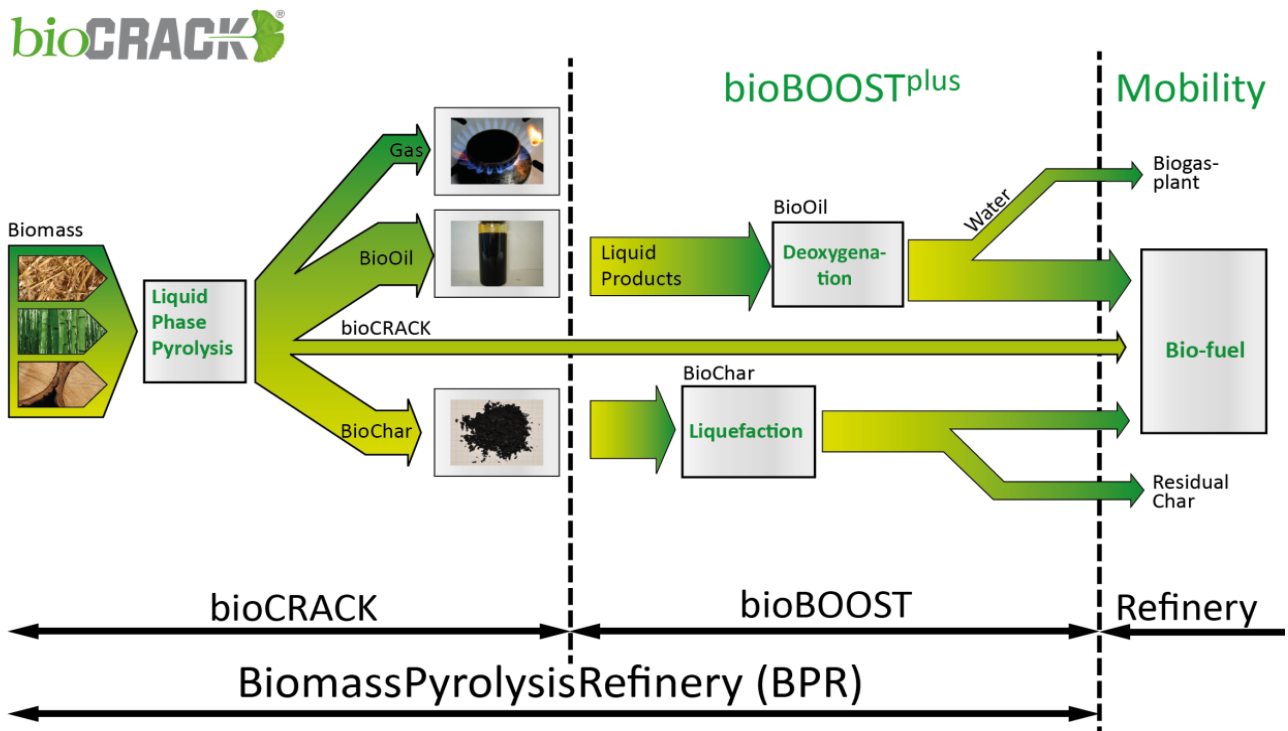 bioCRACK®
bioBOOSTplus
Mobility
Gas
Biogas-
plant
Water
Biomass
BioOil
BioOil
Liquid
Products
Deoxygena-
tion
Liquid
Phase
Pyrolysis
bioCRACK
Bio-fuel
BioChar
BioChar
Liquefaction
Residual
Char
bioCRACK
bioBOOST
Refinery
BiomassPyrolysisRefinery (BPR)